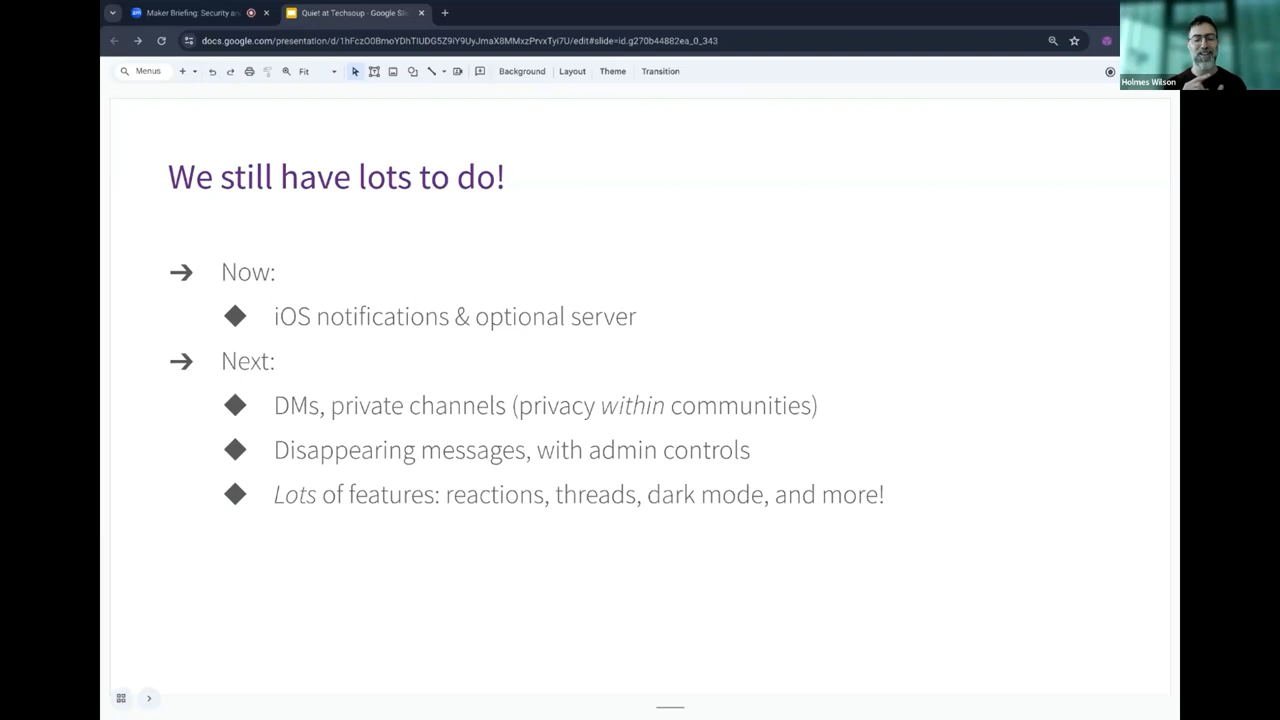 Maker Briefing: Security an
Quiet at Techsoup - Google Sli
docs.google.com/presentation/d/1hFczO0BmoYDhTIUDG5Z9iY9UyJmaX8MMxzPrvxTyi7U/edit#slide=id.g270b44882ea_0_343
Menus
Fit
Background
Layout
Theme
Transition
Holmes Wilson
We still have lots to do!
Now:
iOS notifications & optional server
Next:
DMs, private channels (privacy within communities)
Disappearing messages, with admin controls
Lots of features: reactions, threads, dark mode, and more!